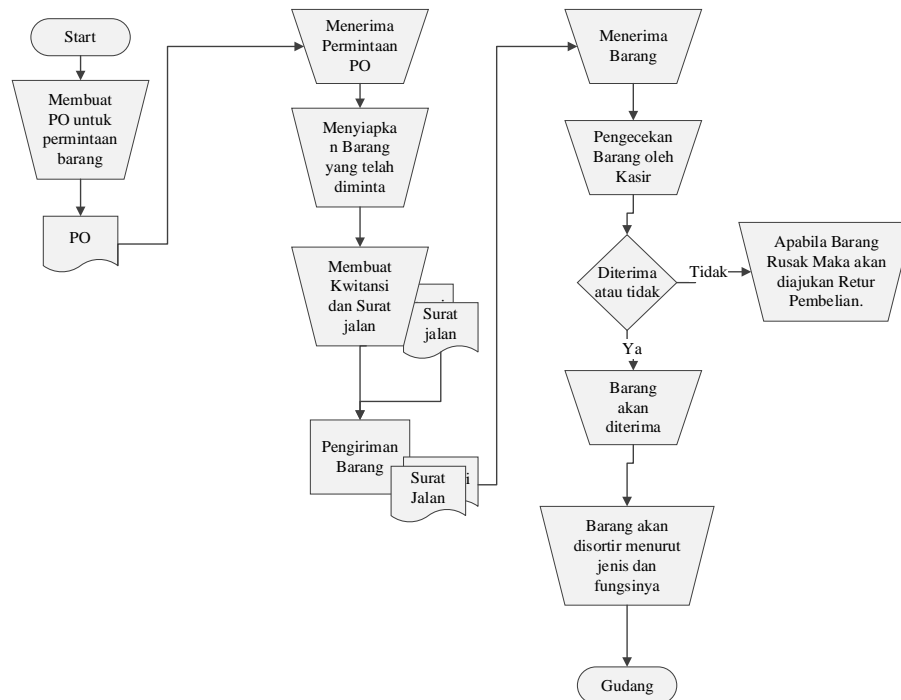 Start
Membuat
PO untuk
permintaan
barang
PO
Menerima
Permintaan
PO
Menyiapka
n Barang
yang telah
diminta
Membuat
Kwitansi
dan Surat
jalan
i
Surat
jalan
Pengiriman
Barang
i
Surat
Jalan
Menerima
Barang
Pengecekan
Barang oleh
Kasir
Diterima
atau tidak
Tidak
Apabila Barang
Rusak Maka akan
diajukan Retur
Pembelian.
Ya
Barang
akan
diterima
Barang akan
disortir menurut
jenis dan
fungsinya
Gudang